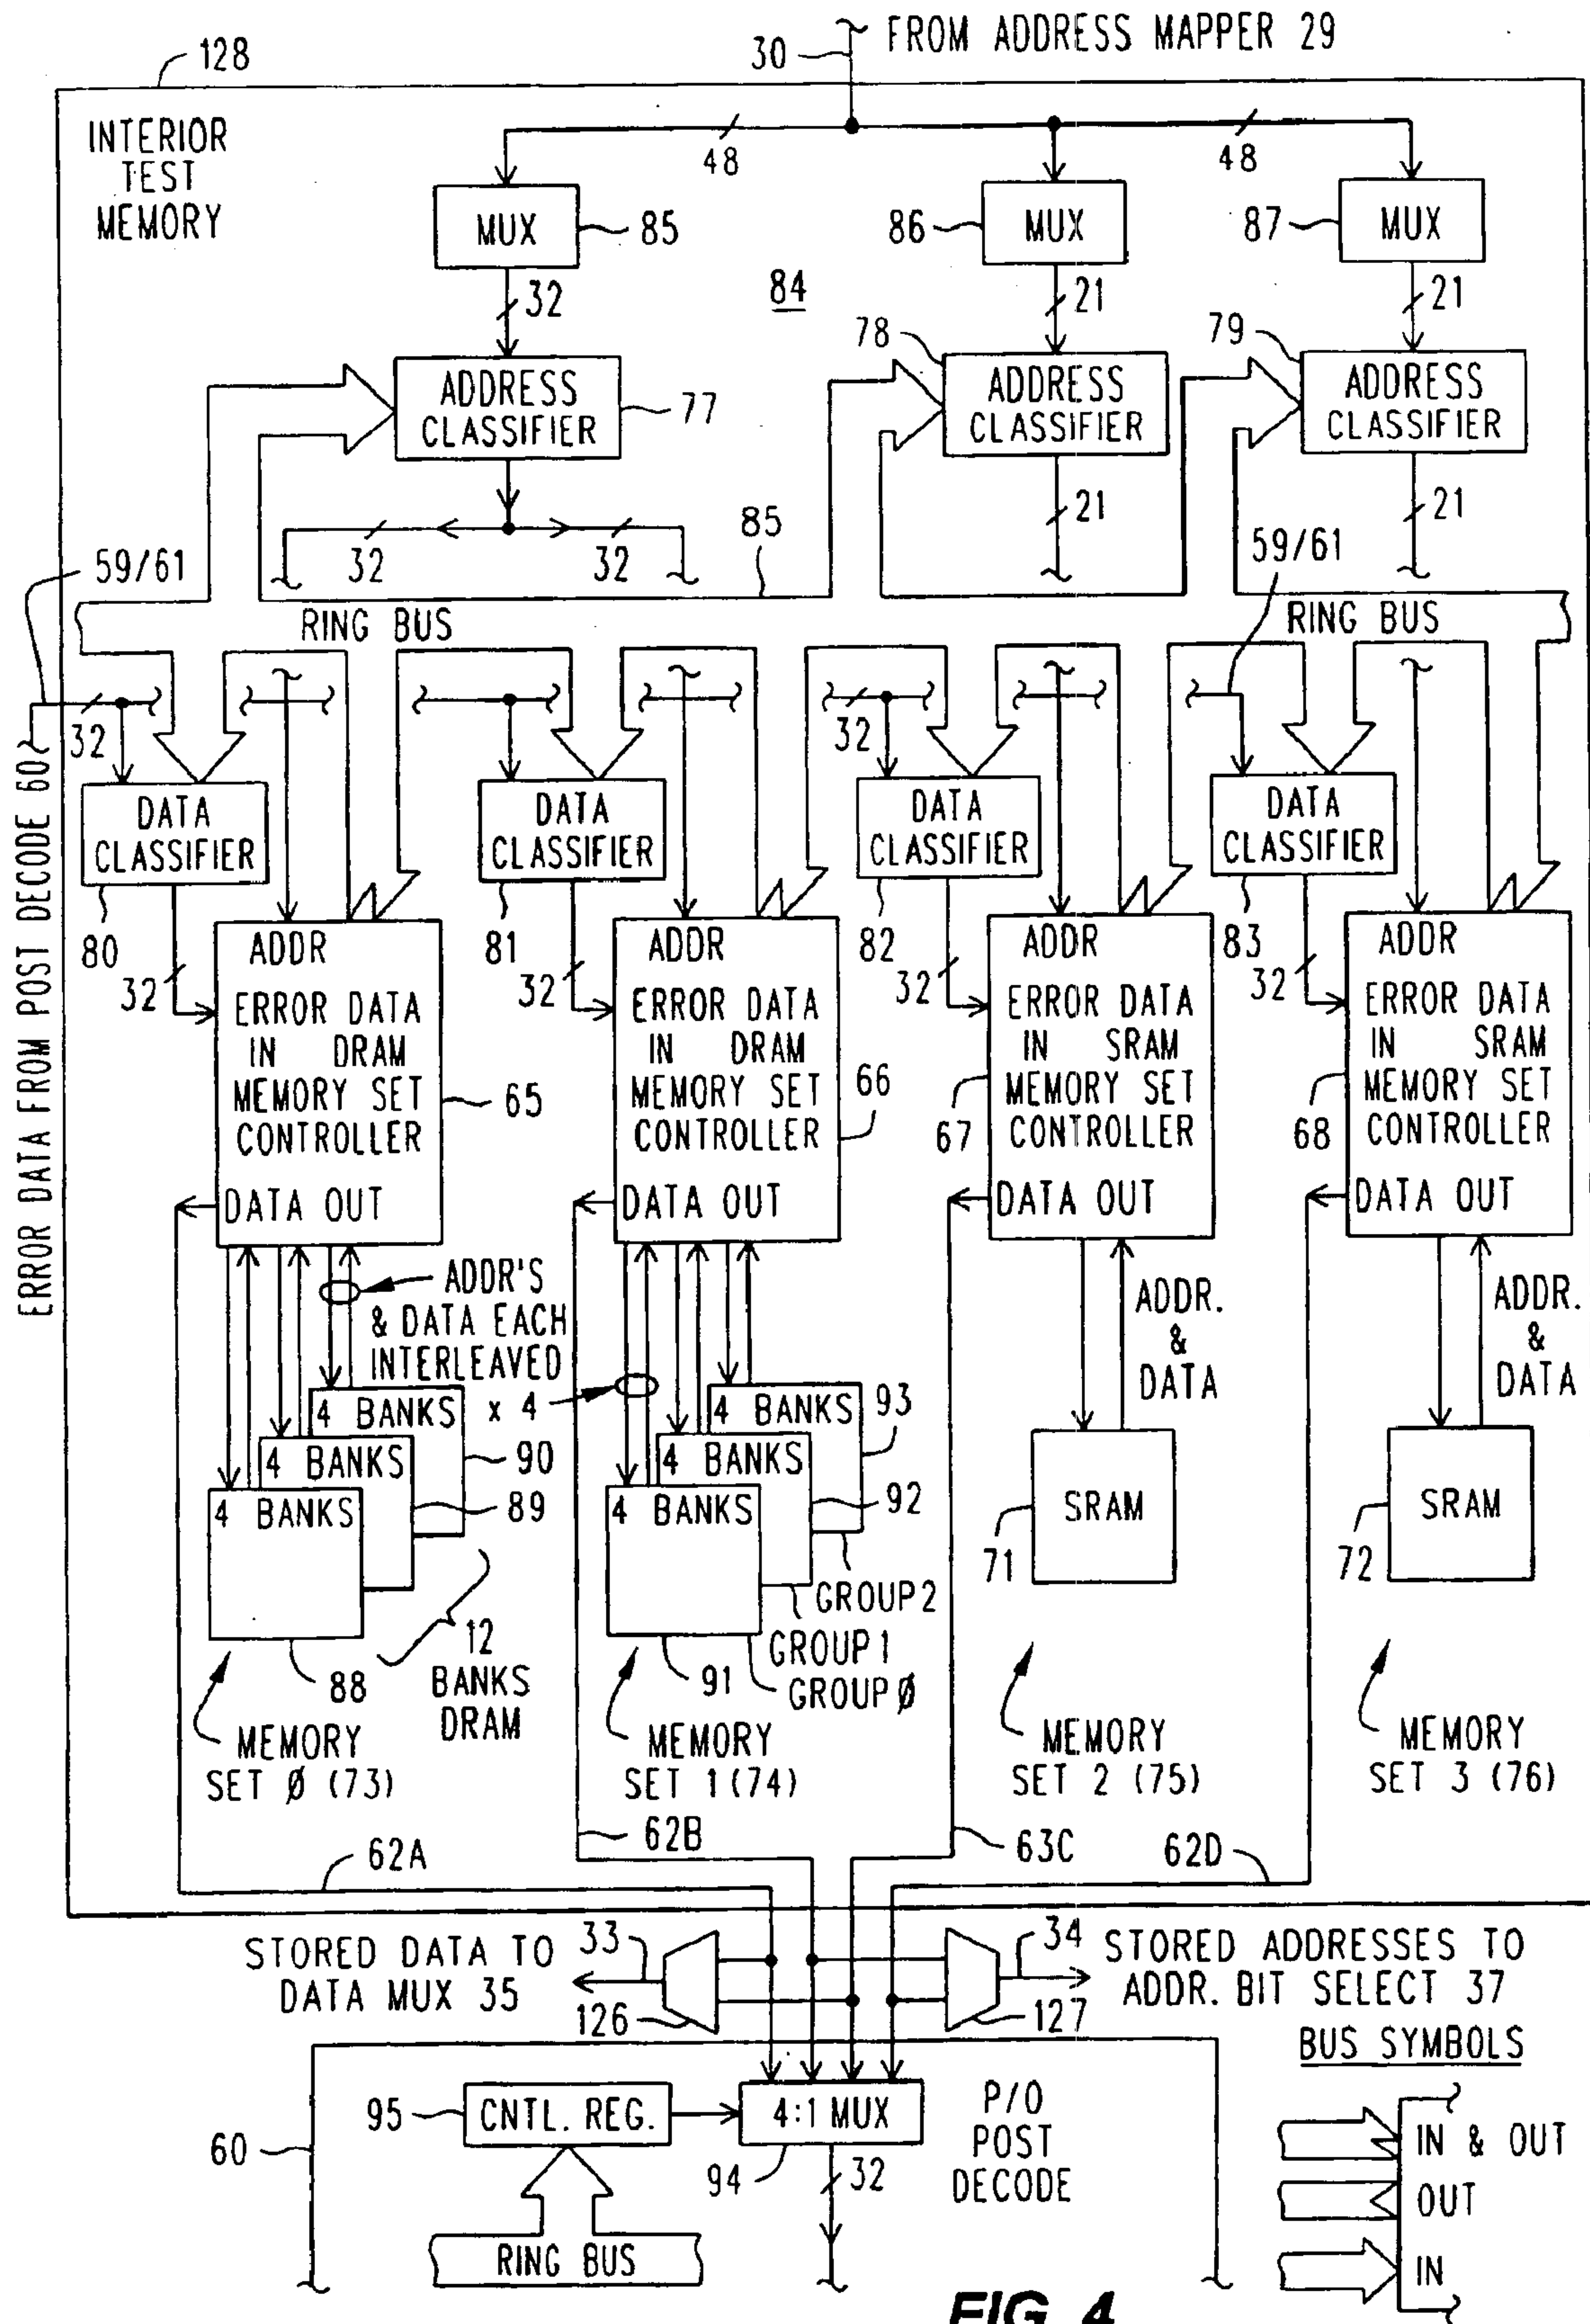 FROM ADDRESS MAPPER 29
30
128
INTERIOR
TEST
MEMORY
48
48
MUX
85
86
MUX
87
MUX
32
84
21
21
78
79
ADDRESS
CLASSIFIER
77
ADDRESS
CLASSIFIER
ADDRESS
CLASSIFIER
21
21
32
32
85
59/61
59/61
RING BUS
RING BUS
ERROR DATA FROM POST DECODE 60
32
32
DATA
CLASSIFIER
DATA
CLASSIFIER
DATA
CLASSIFIER
DATA
CLASSIFIER
80
81
82
83
32
32
32
32
ADDR
ERROR DATA
IN DRAM
MEMORY SET
CONTROLLER
DATA OUT
65
ADDR
ERROR DATA
IN DRAM
MEMORY SET
CONTROLLER
DATA OUT
66
ADDR
ERROR DATA
IN SRAM
MEMORY SET
CONTROLLER
DATA OUT
67
ADDR
ERROR DATA
IN SRAM
MEMORY SET
CONTROLLER
DATA OUT
68
ADDR'S
& DATA EACH
INTERLEAVED
x 4
ADDR.
&
DATA
ADDR.
&
DATA
4 BANKS
4 BANKS
4 BANKS
90
89
88
12
BANKS
DRAM
4 BANKS
4 BANKS
4 BANKS
93
92
91
GROUP 2
GROUP 1
GROUP Ø
SRAM
71
SRAM
72
MEMORY
SET Ø (73)
MEMORY
SET 1 (74)
MEMORY
SET 2 (75)
MEMORY
SET 3 (76)
62A
62B
63C
62D
STORED DATA TO
DATA MUX 35
33
126
34
127
STORED ADDRESSES TO
ADDR. BIT SELECT 37
BUS SYMBOLS
60
95
CNTL. REG.
4:1 MUX
94
32
P/O
POST
DECODE
RING BUS
IN & OUT
OUT
IN
FIG. 4